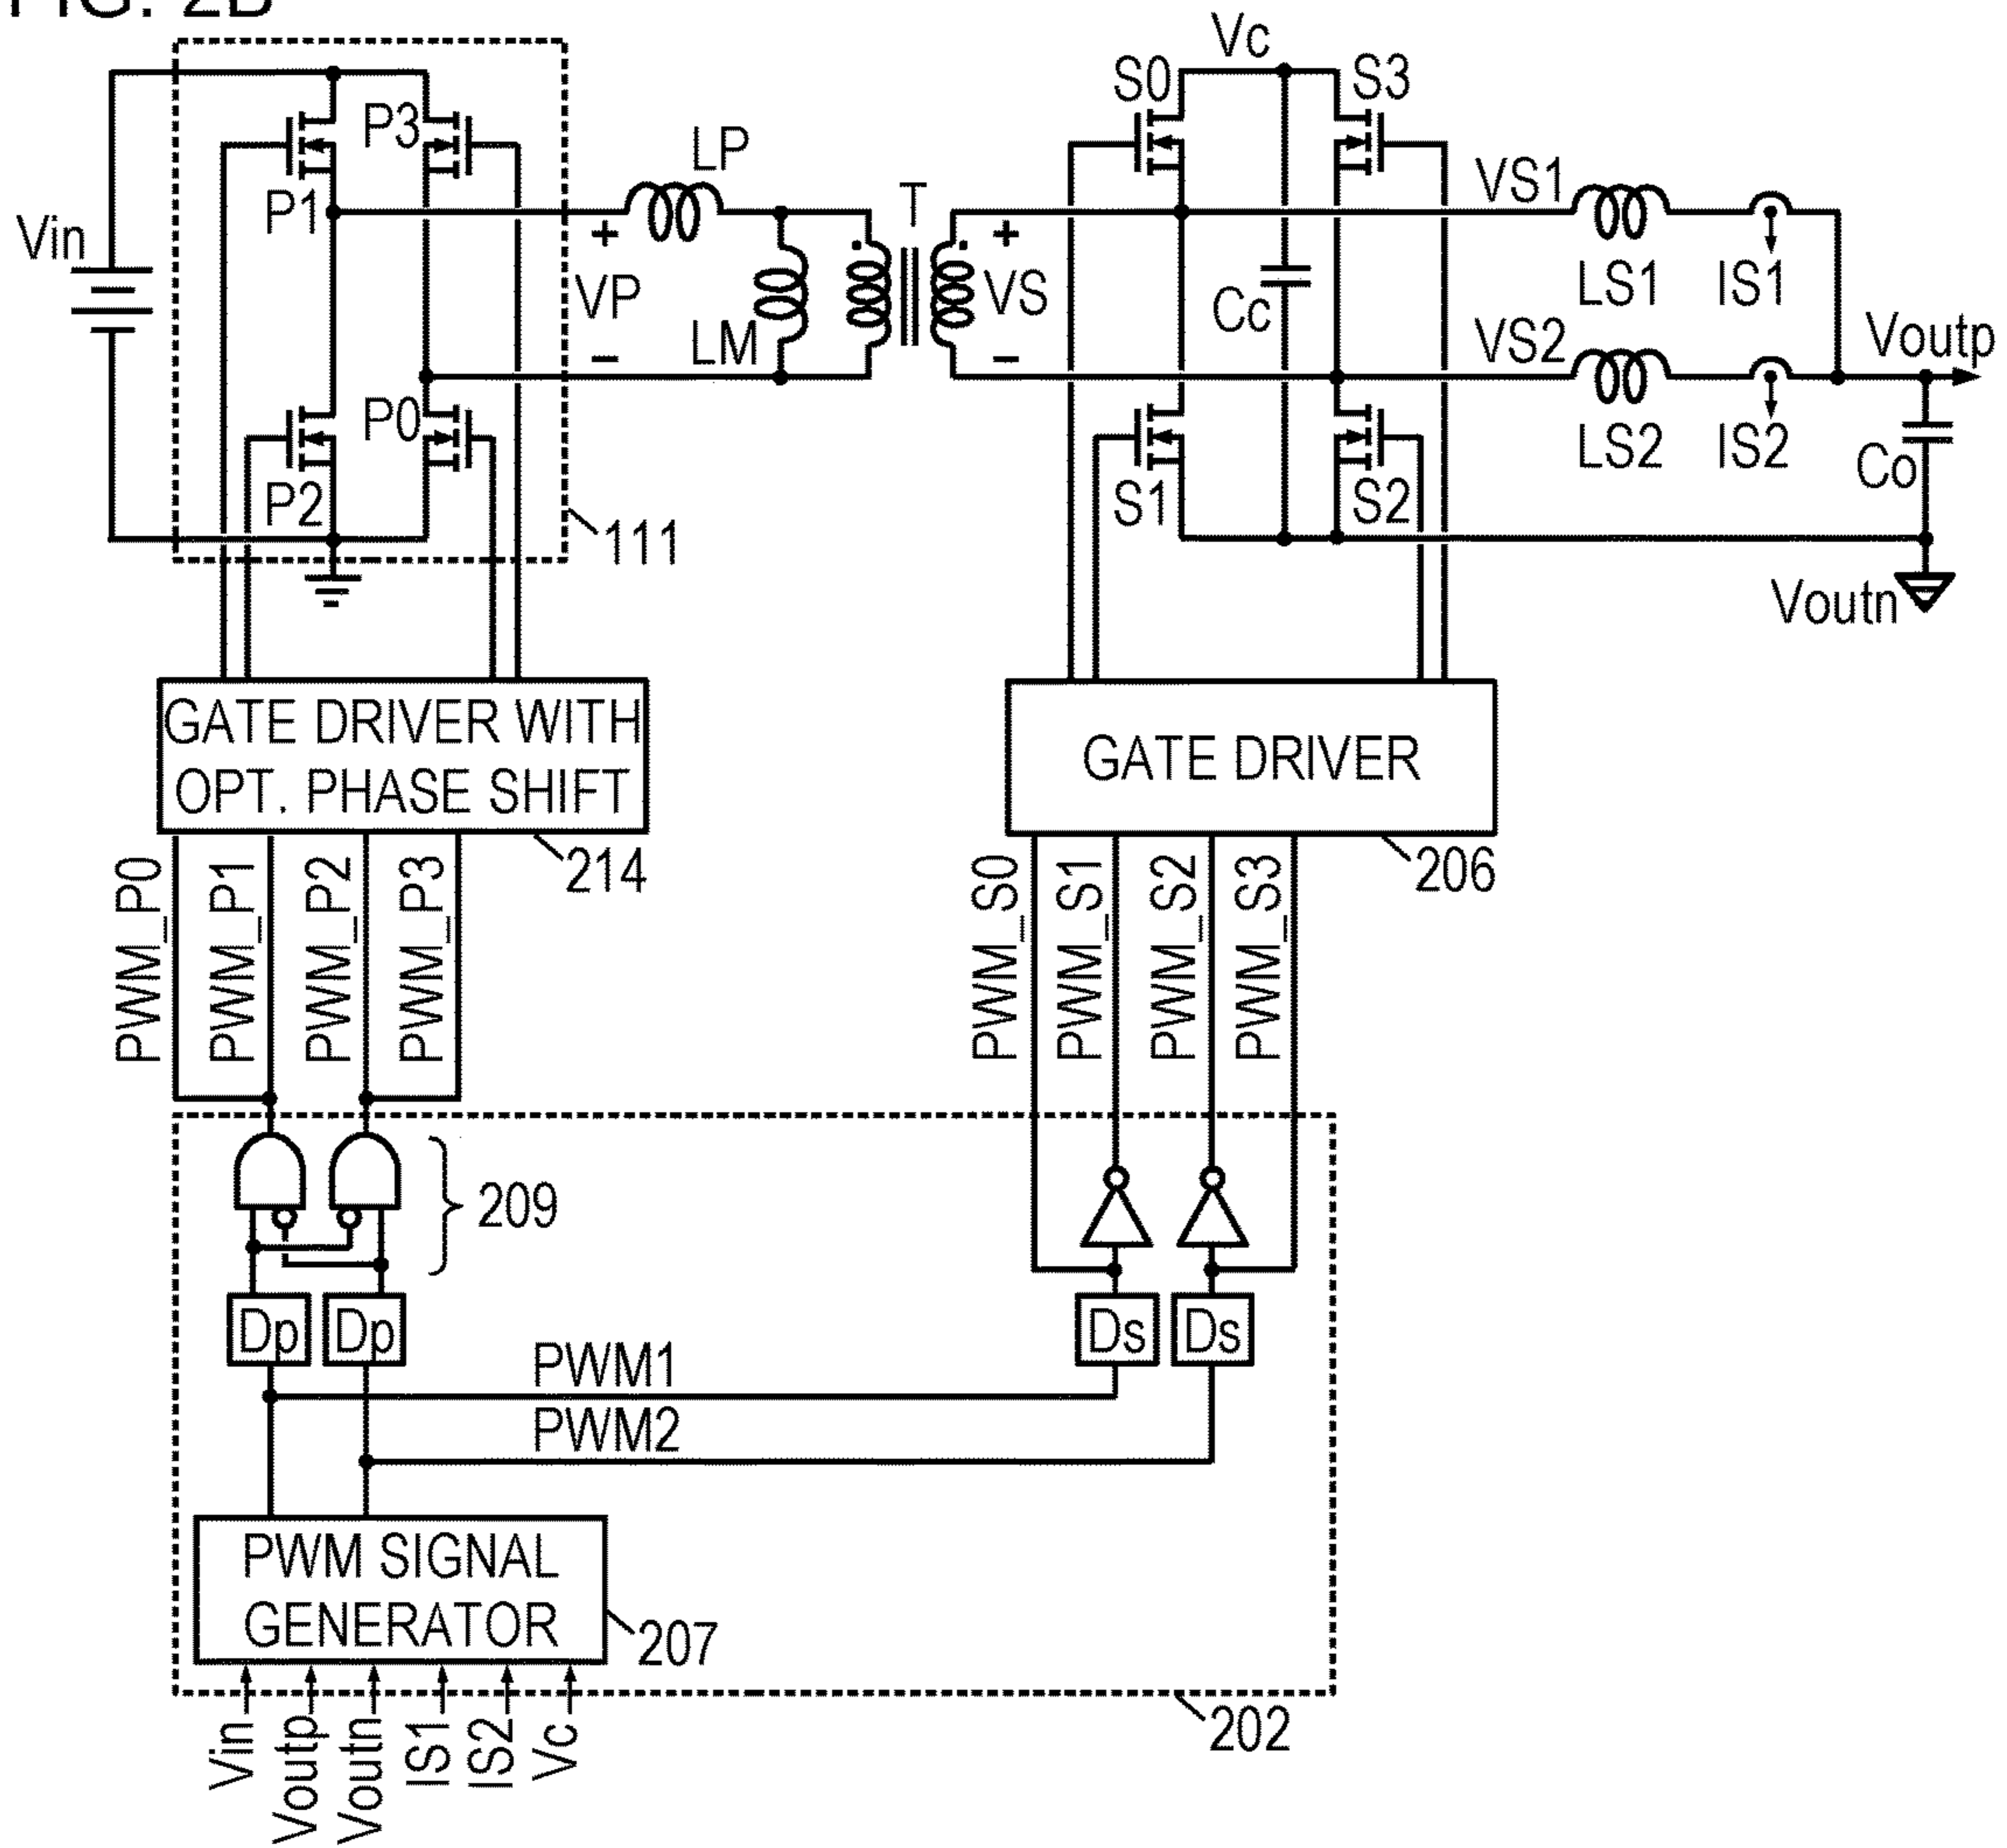 FIG. 2B
Vc
S0
S3
P3
LP
VS1
T
P1
Vin
+
+
VP
VS
Cc
LS1
IS1
LM
VS2
Voutp
−
−
P0
LS2
IS2
Co
P2
S1
S2
111
Voutn
GATE DRIVER WITH
OPT. PHASE SHIFT
GATE DRIVER
214
206
PWM_P0
PWM_P1
PWM_P2
PWM_P3
PWM_S0
PWM_S1
PWM_S2
PWM_S3
209
Dp
Dp
Ds
Ds
PWM1
PWM2
PWM SIGNAL
GENERATOR
207
202
Vin
Voutp
Voutn
IS1
IS2
Vc